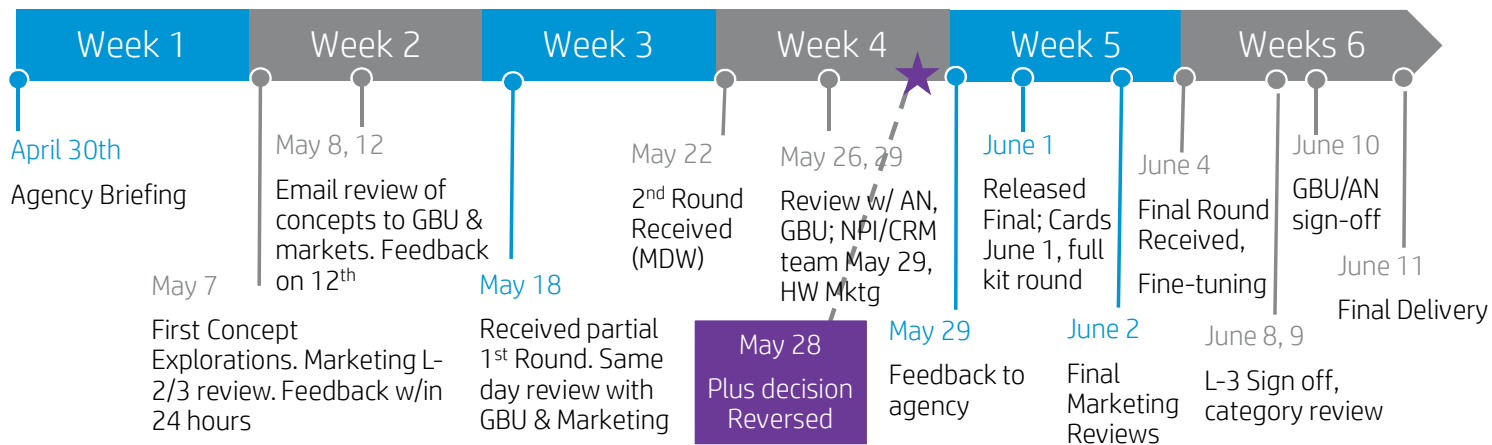 Week 1
Week 2
Week 3
Week 4
Week 5
Weeks 6
April 30th
Agency Briefing
May 7
First Concept
Explorations. Marketing L-
2/3 review. Feedback w/in
24 hours
May 8, 12
Email review of
concepts to GBU &
markets. Feedback
on 12th
May 18
Received partial
1st Round. Same
day review with
GBU & Marketing
May 22
2nd Round
Received
(MDW)
May 26, 29
Review w/ AN,
GBU; NPI/CRM
team May 29,
HW Mktg
May 28
Plus decision
Reversed
May 29
Feedback to
agency
June 1
Released
Final; Cards
June 1, full
kit round
June 2
Final
Marketing
Reviews
June 4
Final Round
Received,
Fine-tuning
June 8, 9
L-3 Sign off,
category review
June 10
GBU/AN
sign-off
June 11
Final Delivery